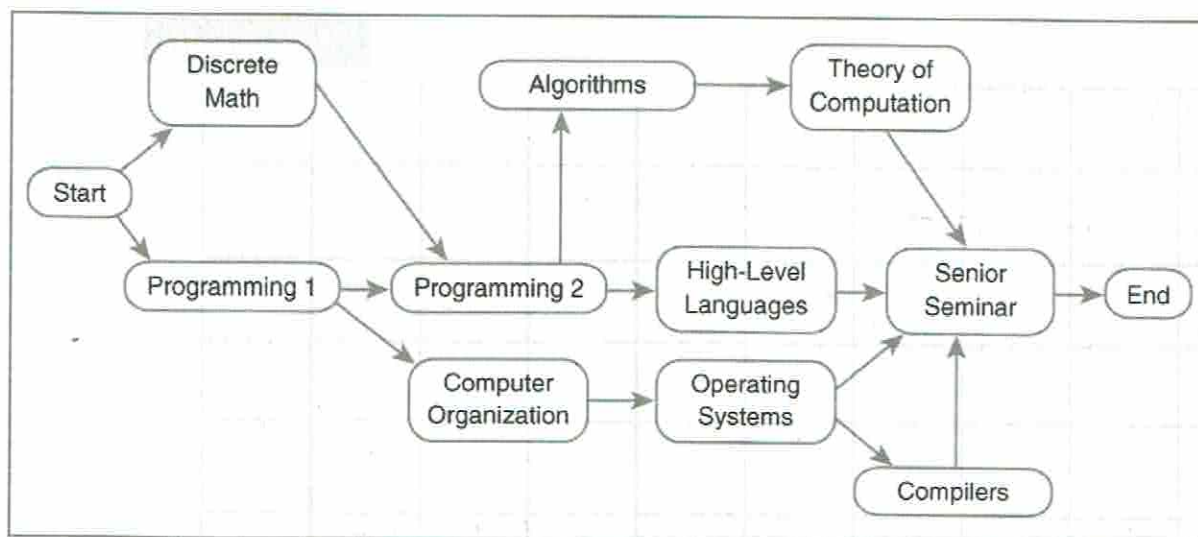 Discrete
Math
Algorithms
Theory of
Computation
Start
Programming 1
Programming 2
High-Level
Languages
Senior
Seminar
End
Computer
Organization
Operating
Systems
Compilers